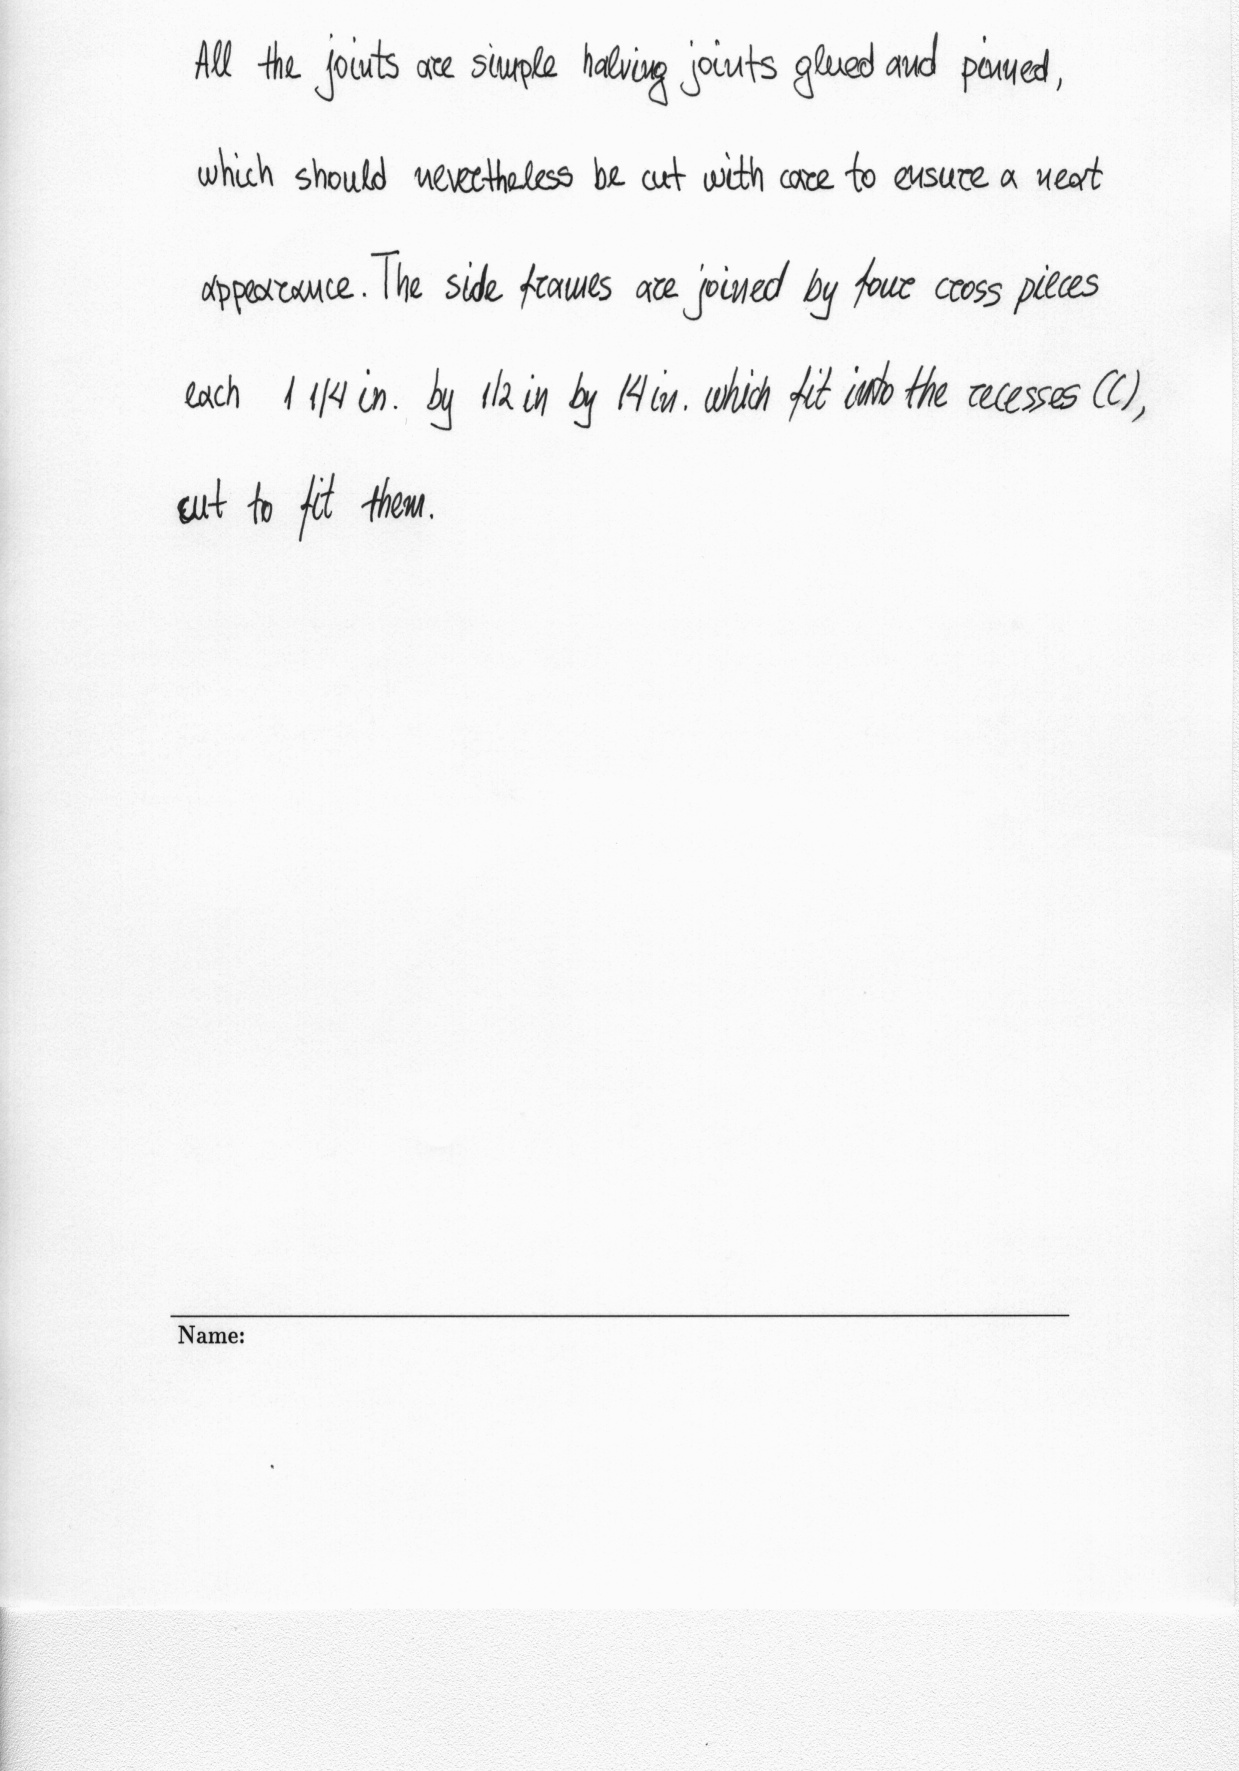 All the joints are simple halving joints glued and pinned,
which should nevertheless be cut with care to ensure a neat
appearance. The side frames are joined by four cross pieces
each 1 1/4 in. by 1/2 in by 14 in. which fit into the recesses (C),
cut to fit them.
Name: